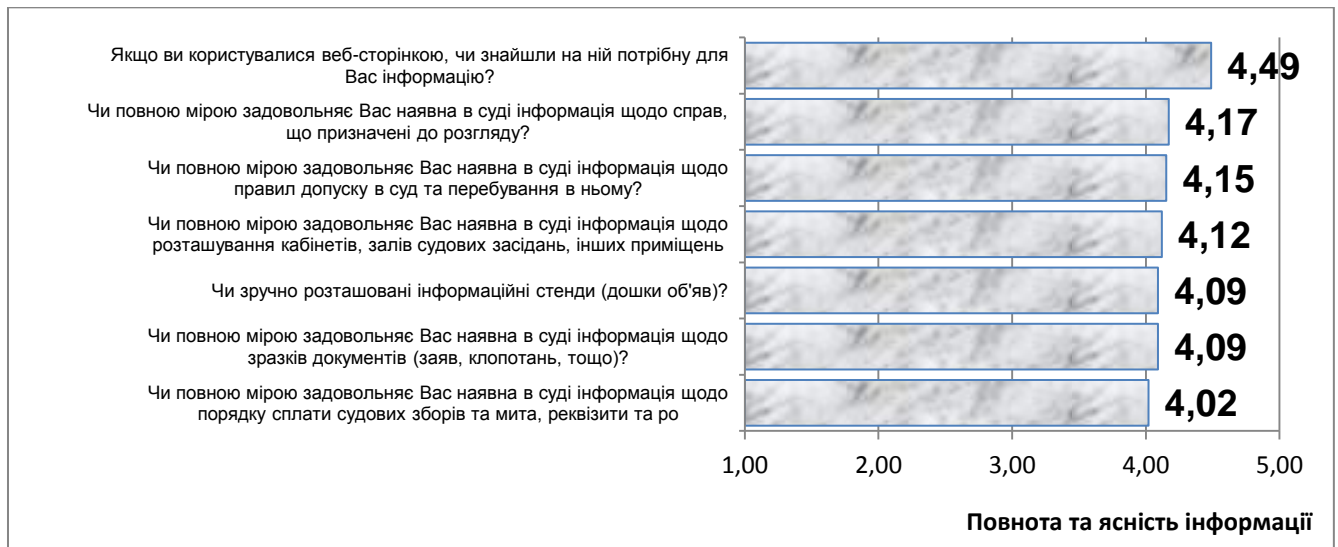 Якщо ви користувалися веб-сторінкою, чи знайшли на ній потрібну для
Вас інформацію?
4,49
Чи повною мірою задовольняє Вас наявна в суді інформація щодо справ,
що призначені до розгляду?
4,17
Чи повною мірою задовольняє Вас наявна в суді інформація щодо
правил допуску в суд та перебування в ньому?
4,15
Чи повною мірою задовольняє Вас наявна в суді інформація щодо
розташування кабінетів, залів судових засідань, інших приміщень
4,12
Чи зручно розташовані інформаційні стенди (дошки об'яв)?
4,09
Чи повною мірою задовольняє Вас наявна в суді інформація щодо
зразків документів (заяв, клопотань, тощо)?
4,09
Чи повною мірою задовольняє Вас наявна в суді інформація щодо
порядку сплати судових зборів та мита, реквізити та ро
4,02
1,00 2,00 3,00 4,00 5,00
Повнота та ясність інформації